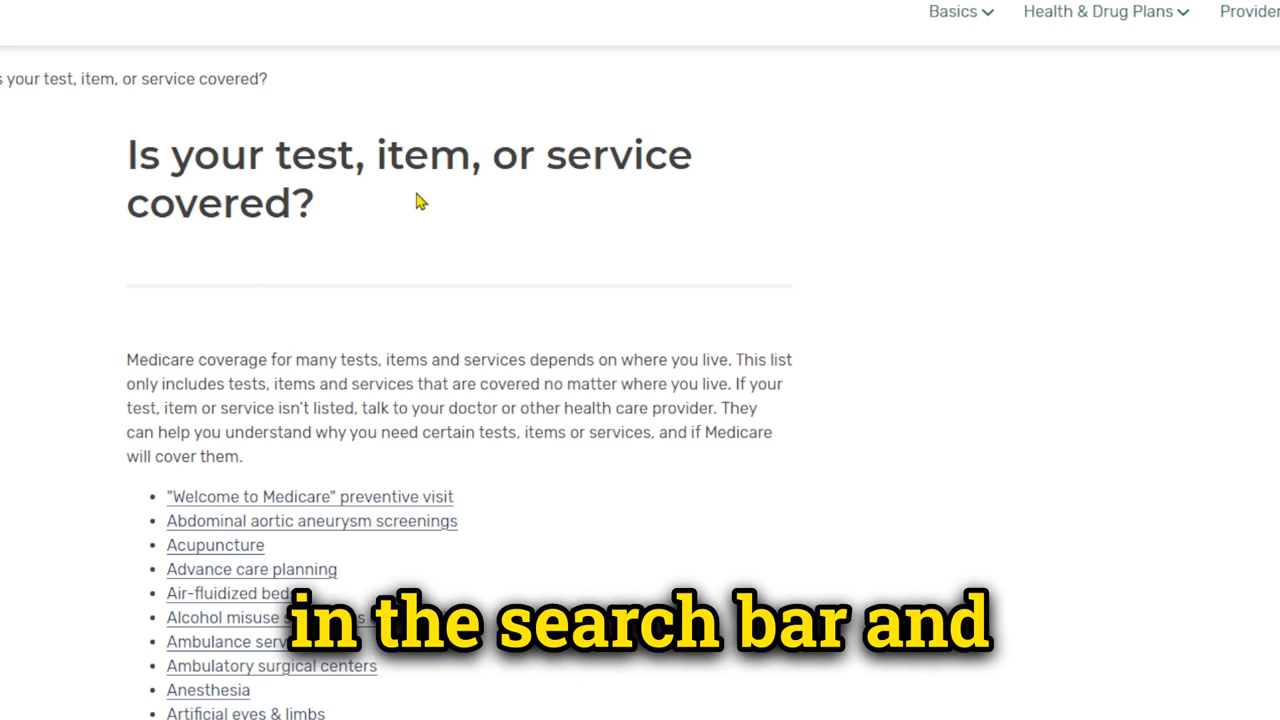 Basics Health & Drug Plans Provider
s your test, item, or service covered?
Is your test, item, or service
covered?
Medicare coverage for many tests, items and services depends on where you live. This list
only includes tests, items and services that are covered no matter where you live. If your
test, item or service isn’t listed, talk to your doctor or other health care provider. They
can help you understand why you need certain tests, items or services, and if Medicare
will cover them.
• "Welcome to Medicare" preventive visit
• Abdominal aortic aneurysm screenings
• Acupuncture
• Advance care planning
• Air-fluidized beds
• Alcohol misuse
• Ambulance
• Ambulatory surgical centers
• Anesthesia
• Artificial eyes & limbs
in the search bar and